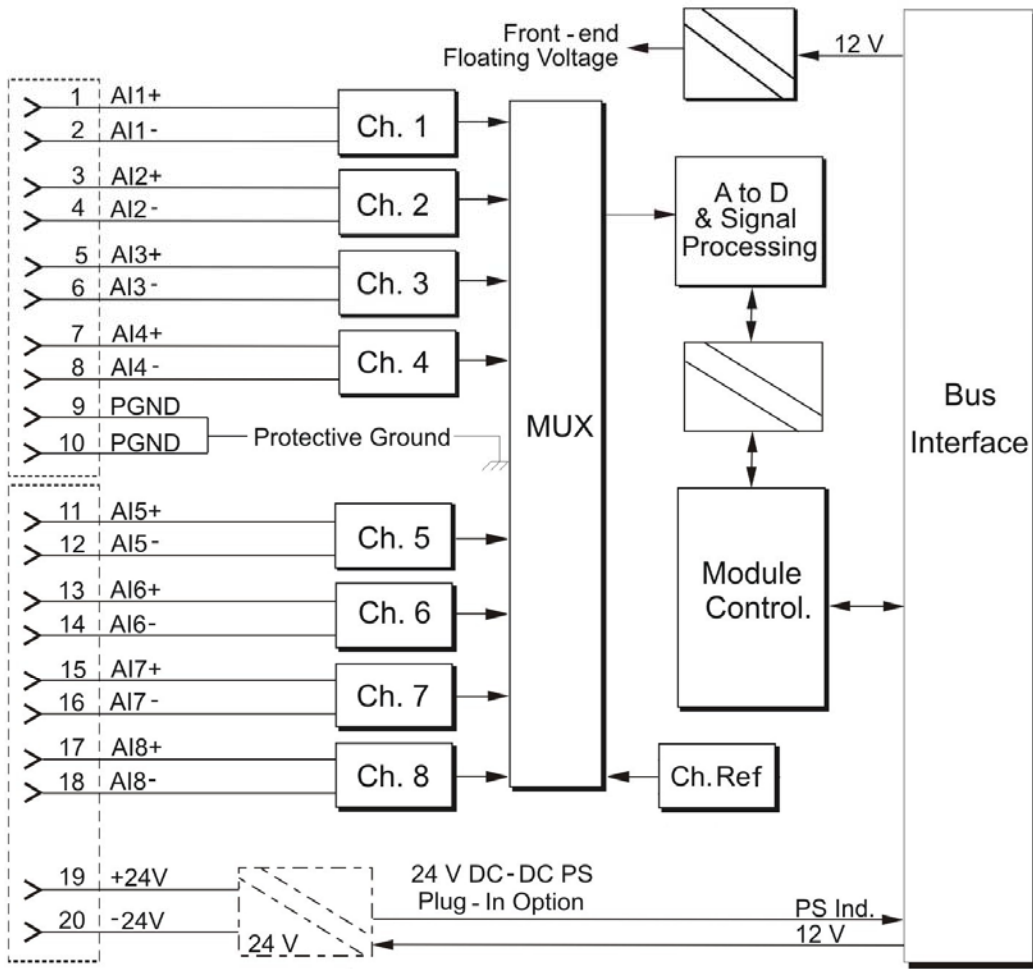 Front - end
Floating Voltage
12 V
1 AI1+
2 AI1-
Ch. 1
3 AI2+
4 AI2-
Ch. 2
5 AI3+
6 AI3-
Ch. 3
7 AI4+
8 AI4-
Ch. 4
9 PGND
10 PGND
Protective Ground
11 AI5+
12 AI5-
Ch. 5
13 AI6+
14 AI6-
Ch. 6
15 AI7+
16 AI7-
Ch. 7
17 AI8+
18 AI8-
Ch. 8
MUX
A to D
& Signal
Processing
Module
Control.
Ch. Ref
Bus
Interface
19 +24V
20 -24V
24 V
24 V DC-DC PS
Plug - In Option
PS Ind.
12 V